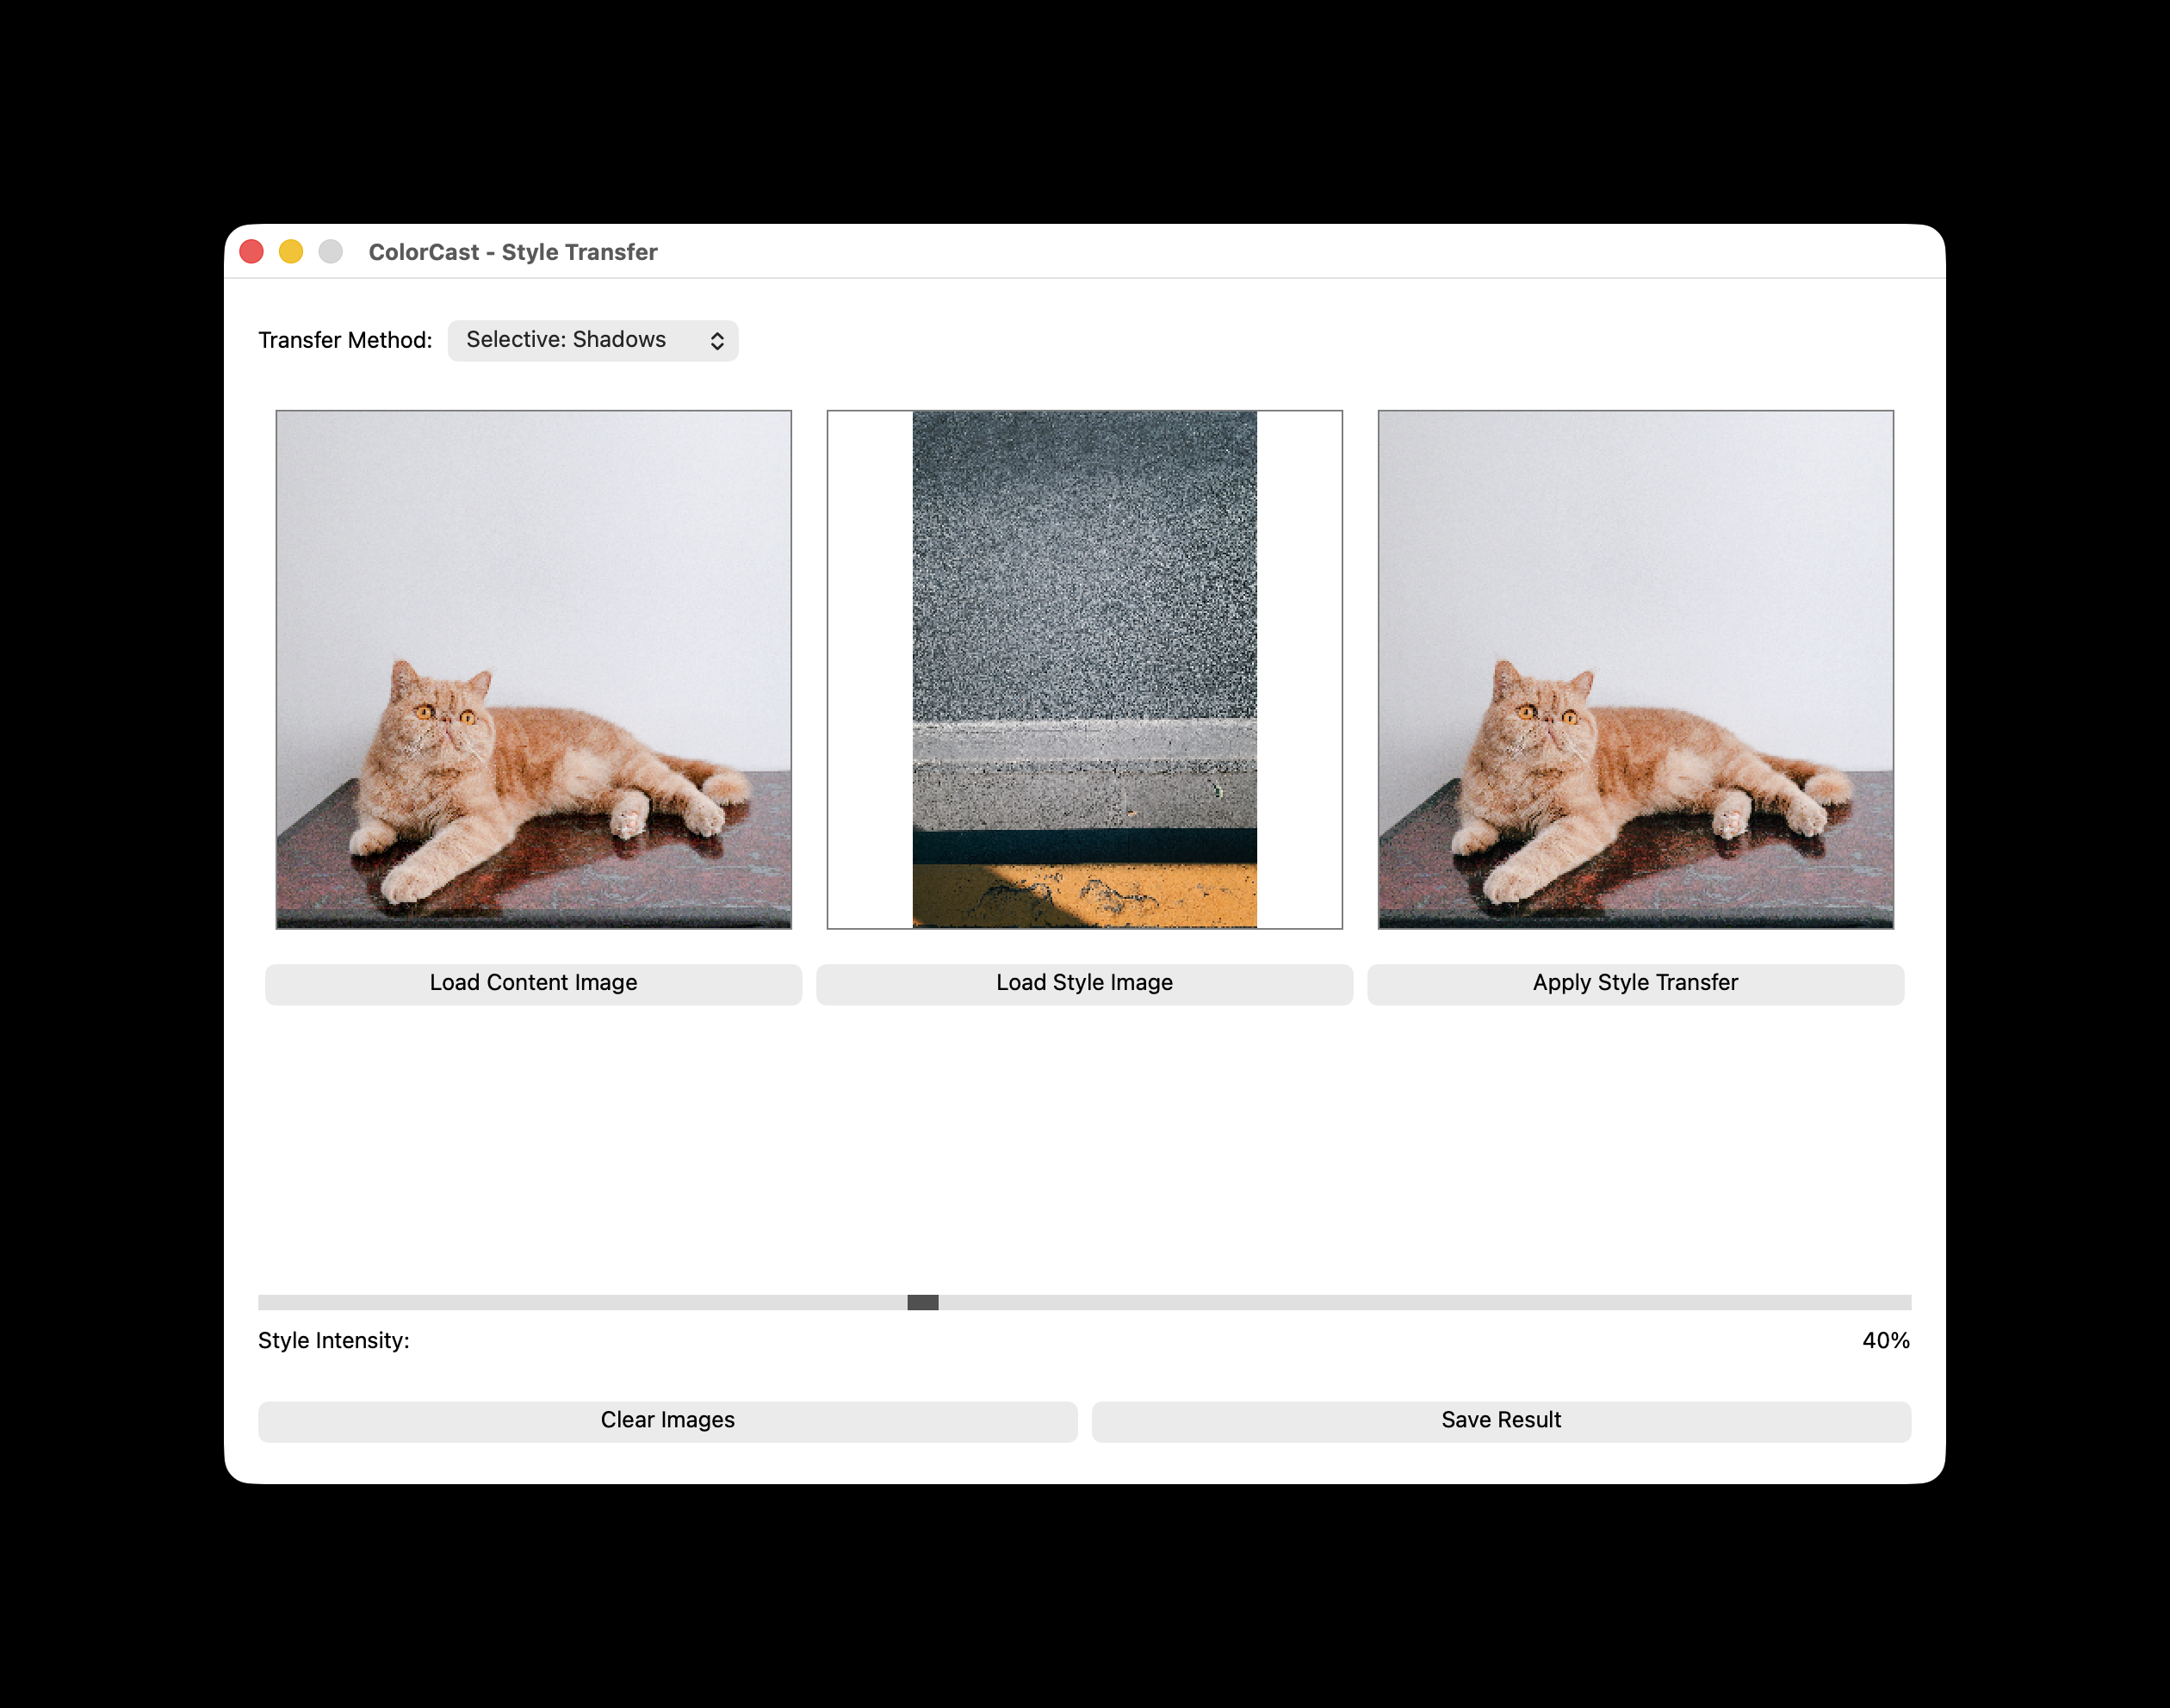 ColorCast - Style Transfer
Transfer Method: Selective: Shadows
Load Content Image
Load Style Image
Apply Style Transfer
Style Intensity: 40%
Clear Images
Save Result